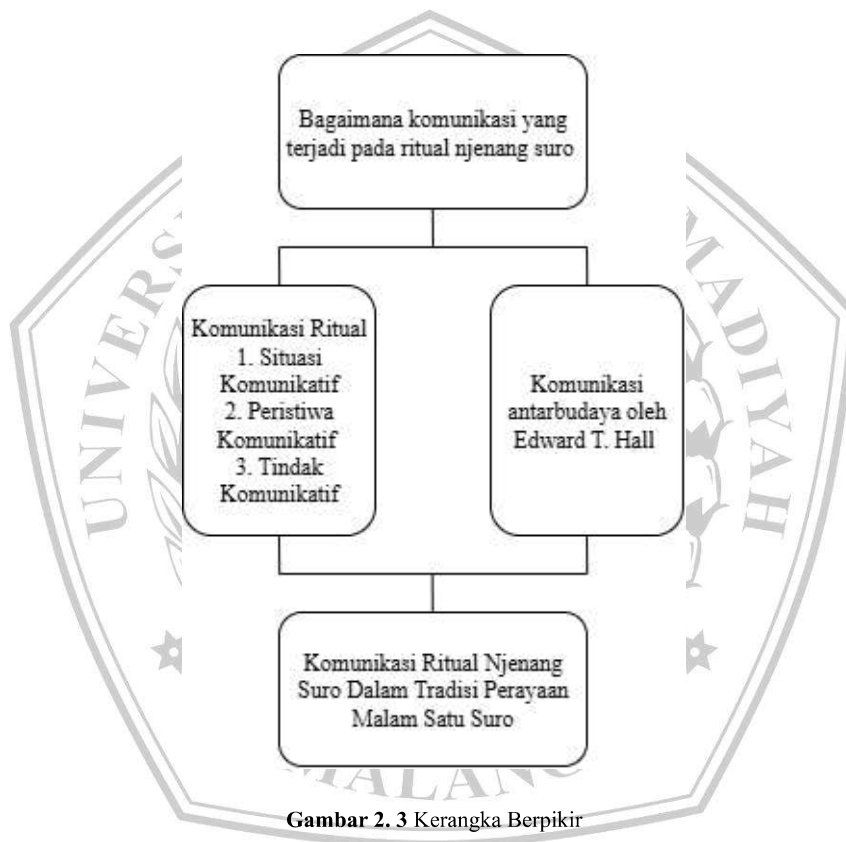 Bagaimana komunikasi yang
terjadi pada ritual njenang suro
Komunikasi Ritual
1. Situasi
Komunikatif
2. Peristiwa
Komunikatif
3. Tindak
Komunikatif
Komunikasi
antarbudaya oleh
Edward T. Hall
Komunikasi Ritual Njenang
Suro Dalam Tradisi Perayaan
Malam Satu Suro
Gambar 2. 3 Kerangka Berpikir